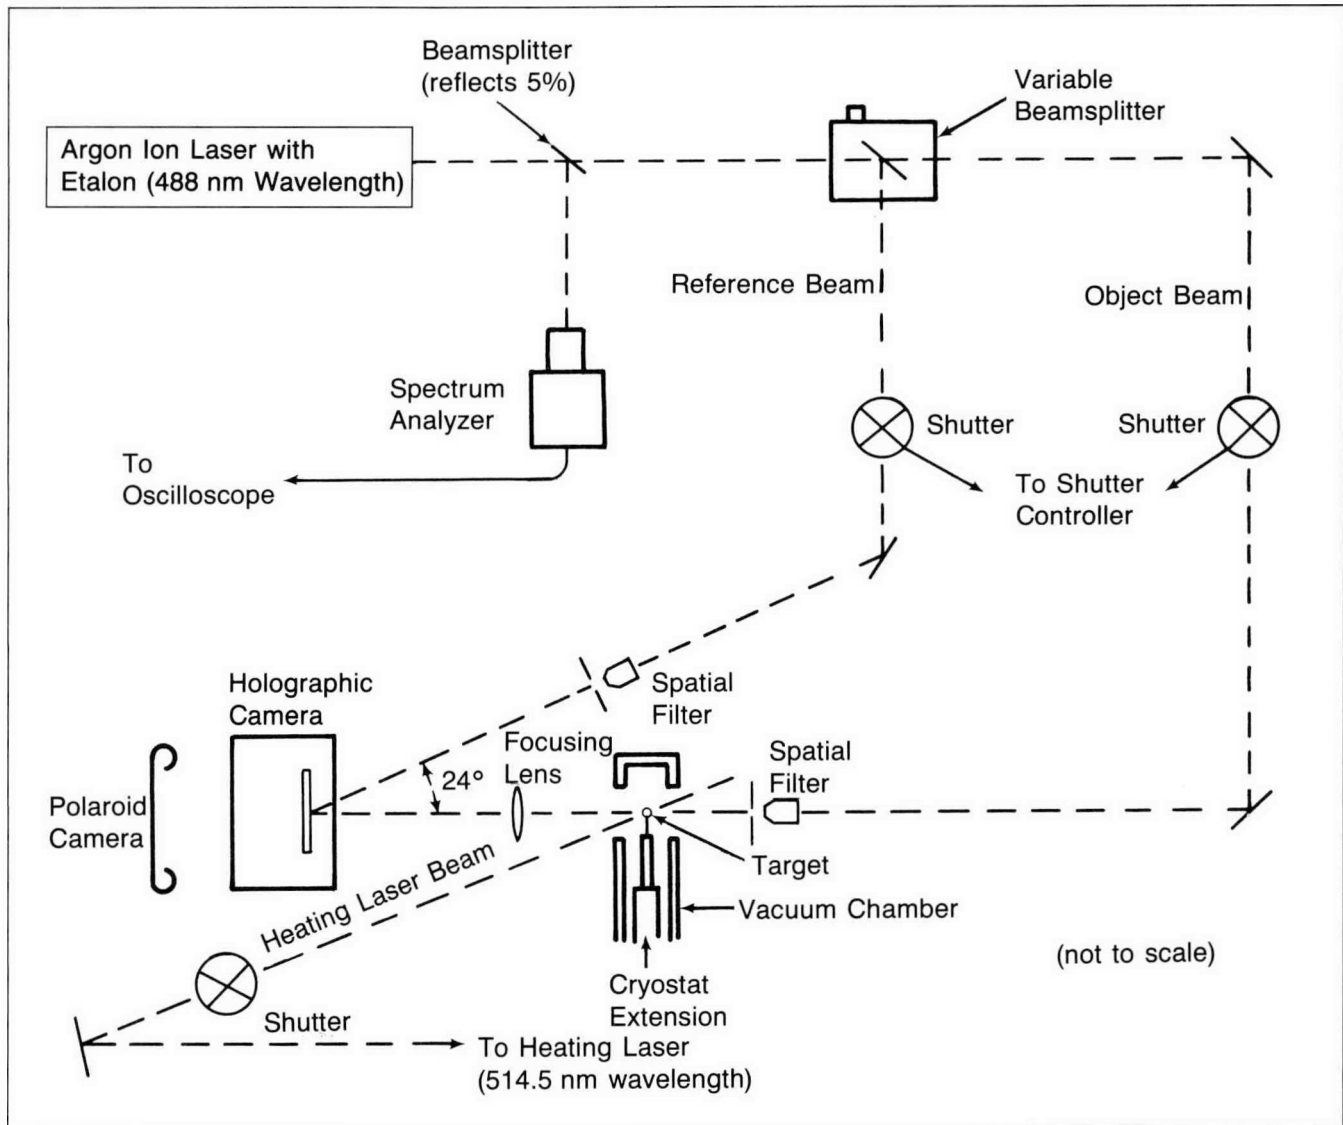 Beamsplitter
(reflects 5%)
Variable
Beamsplitter
Argon Ion Laser with
Etalon (488 nm Wavelength)
Reference Beam
Object Beam
Spectrum
Analyzer
Shutter
Shutter
To
Oscilloscope
To Shutter
Controller
Holographic
Camera
Spatial
Filter
Focusing
Lens
Spatial
Filter
24°
Polaroid
Camera
Target
Heating Laser Beam
Vacuum Chamber
(not to scale)
Cryostat
Extension
Shutter
To Heating Laser
(514.5 nm wavelength)